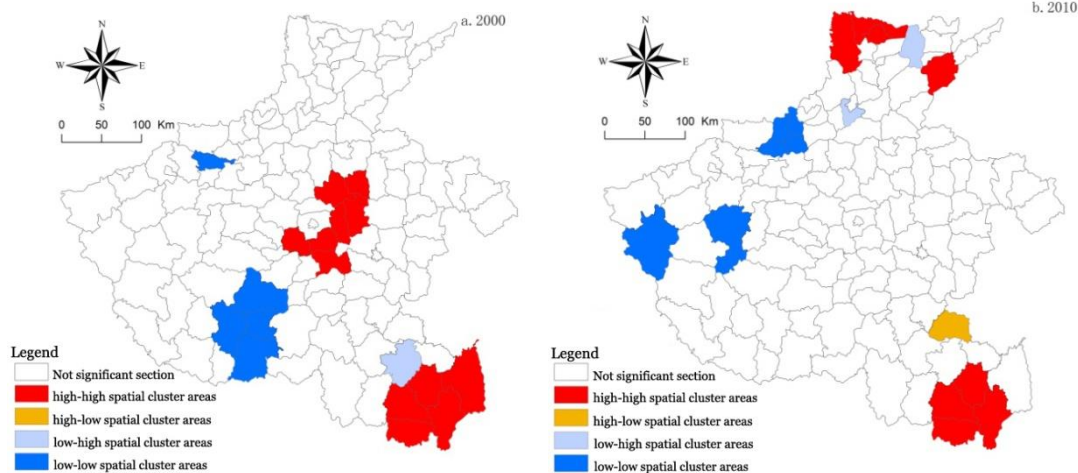 a. 2000
N
W E
S
0 50 100 Km
Legend
Not significant section
high-high spatial cluster areas
high-low spatial cluster areas
low-high spatial cluster areas
low-low spatial cluster areas
b. 2010
N
W E
S
0 50 100 Km
Legend
Not significant section
high-high spatial cluster areas
high-low spatial cluster areas
low-high spatial cluster areas
low-low spatial cluster areas